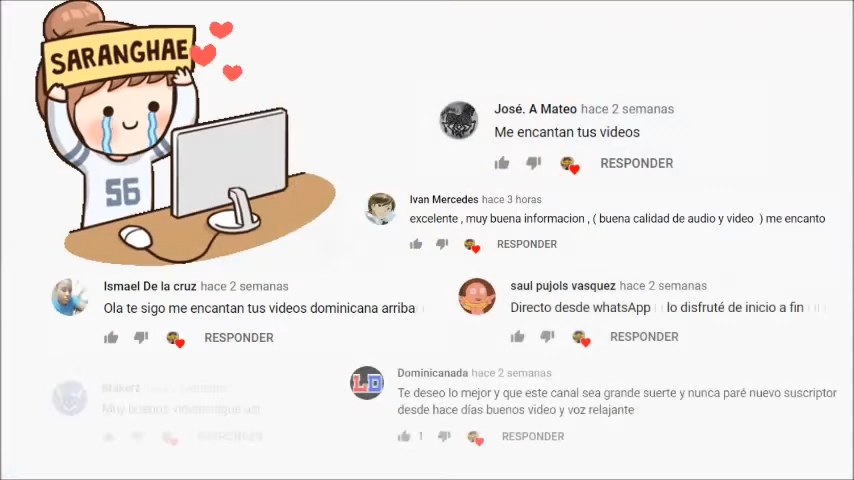 SARANGHAE
56
José. A Mateo hace 2 semanas
Me encantan tus videos
RESPONDER
Ivan Mercedes hace 3 horas
excelente , muy buena informacion , ( buena calidad de audio y video ) me encanto
RESPONDER
Ismael De la cruz hace 2 semanas
Ola te sigo me encantan tus videos dominicana arriba
RESPONDER
saul pujols vasquez hace 2 semanas
Directo desde whatsApp lo disfruté de inicio a fin
RESPONDER
LD
Dominicanada hace 2 semanas
Te deseo lo mejor y que este canal sea grande suerte y nunca paré nuevo suscriptor
desde hace días buenos video y voz relajante
1 RESPONDER
RESPONDER